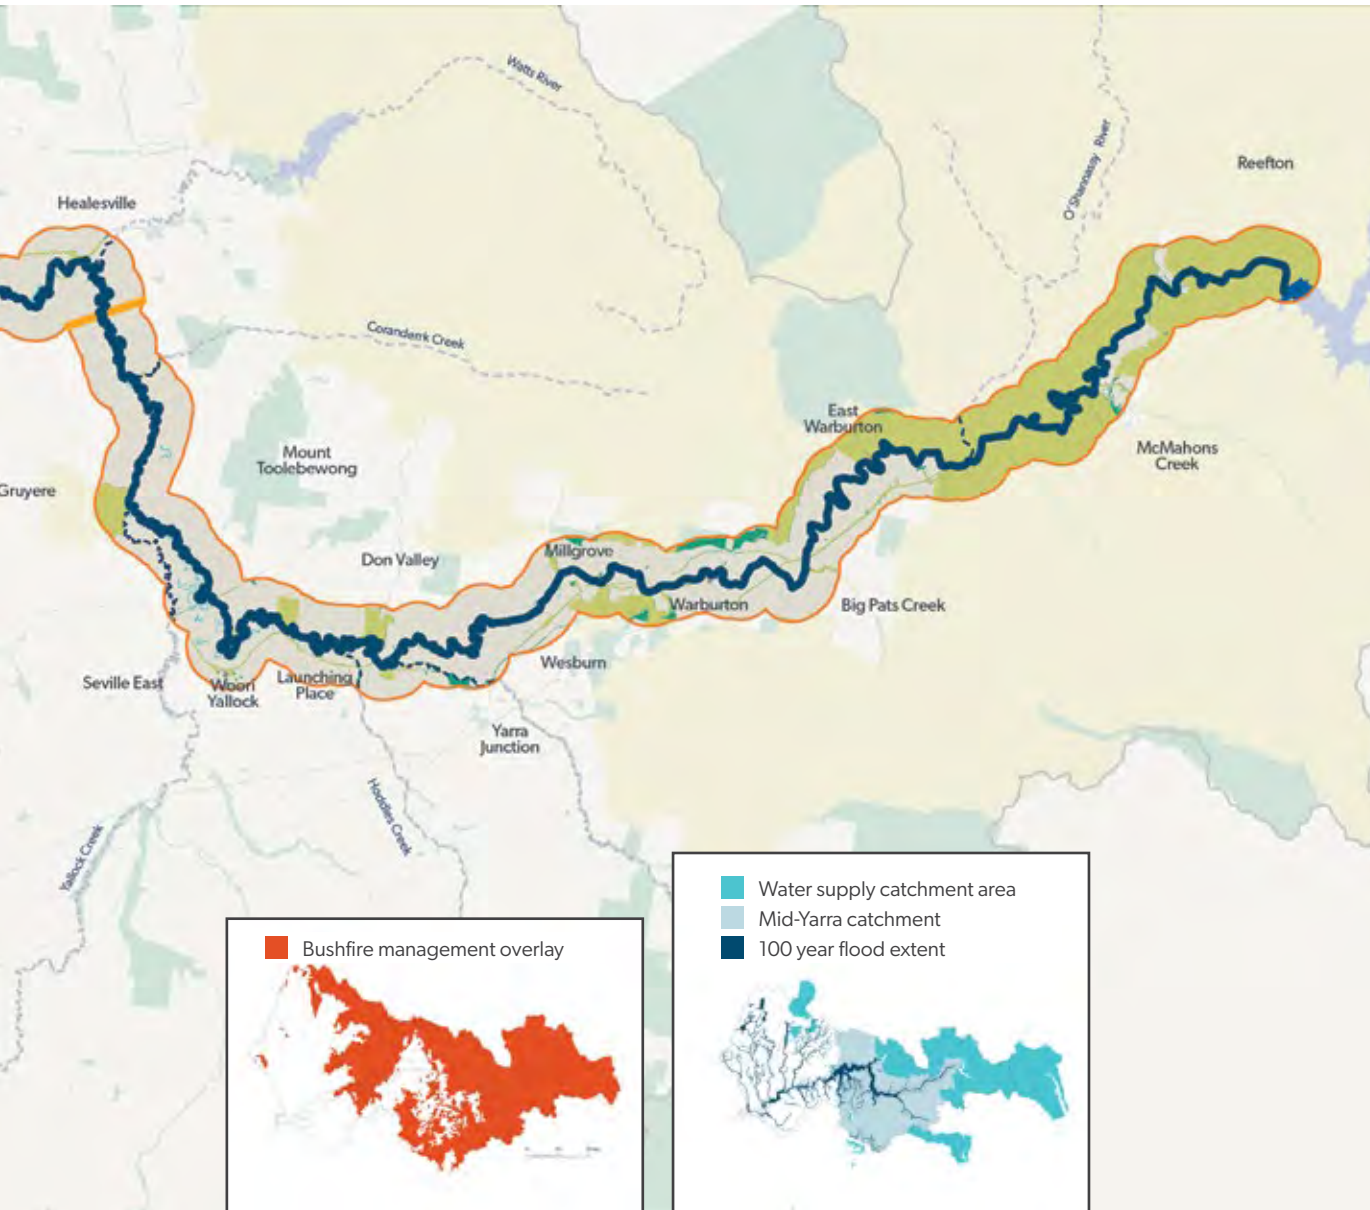 Watts River
O'Shannassy River
Reefton
Healesville
Coranderrk Creek
East
Warburton
Mount
Toolebewong
McMahons
Creek
Gruyere
Millgrove
Don Valley
Warburton
Big Pats Creek
Wesburn
Seville East
Woori
Yallock
Launching
Place
Yarra
Junction
Hoddles Creek
Yallock Creek
Water supply catchment area
Mid-Yarra catchment
100 year flood extent
Bushfire management overlay